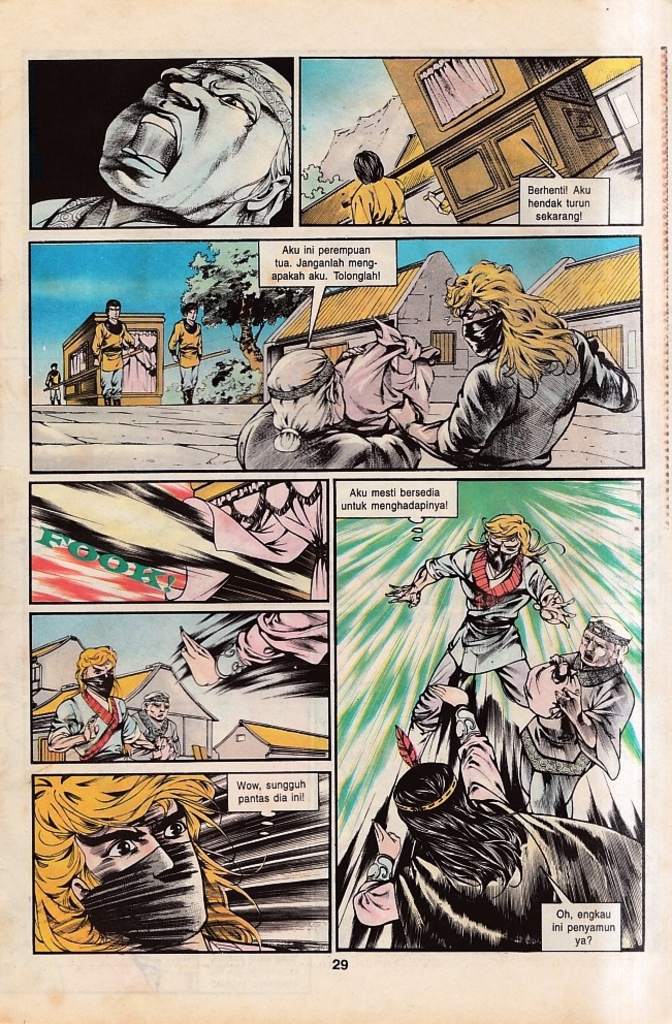 Berhenti! Aku
hendak turun
sekarang!
Aku ini perempuan
tua. Janganlah meng-
apakah aku. Tolonglah!
FOOK!
Aku mesti bersedia
untuk menghadapinya!
Wow, sungguh
pantas dia ini!
Oh, engkau
ini penyamun
ya?
29